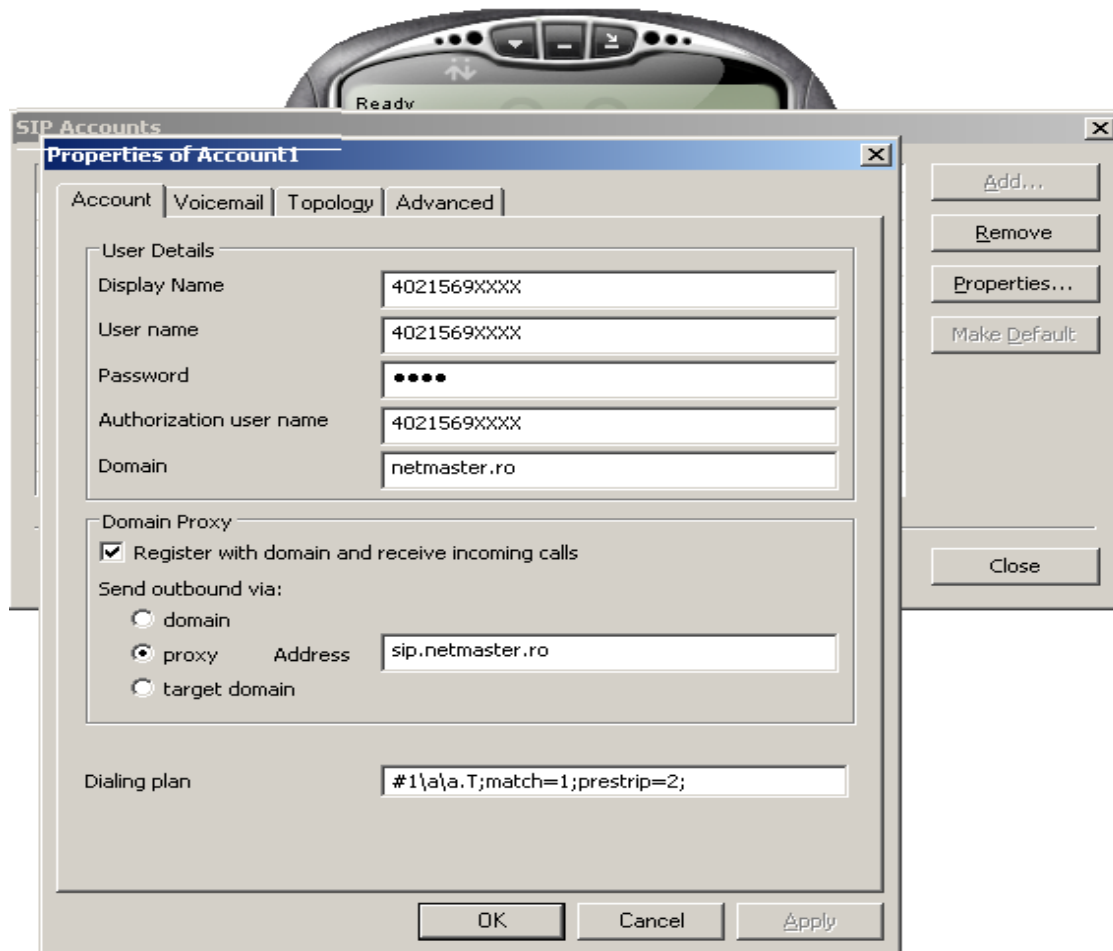 Ready
SIP Accounts
Properties of Account1
Account Voicemail Topology Advanced
Add...
Remove
Properties...
Make Default
Close
User Details
Display Name 4021569XXXX
User name 4021569XXXX
Password ●●●●
Authorization user name 4021569XXXX
Domain netmaster.ro
Domain Proxy
Register with domain and receive incoming calls
Send outbound via:
domain
proxy Address sip.netmaster.ro
target domain
Dialing plan #1\a\a.T;match=1;prestrip=2;
OK Cancel Apply